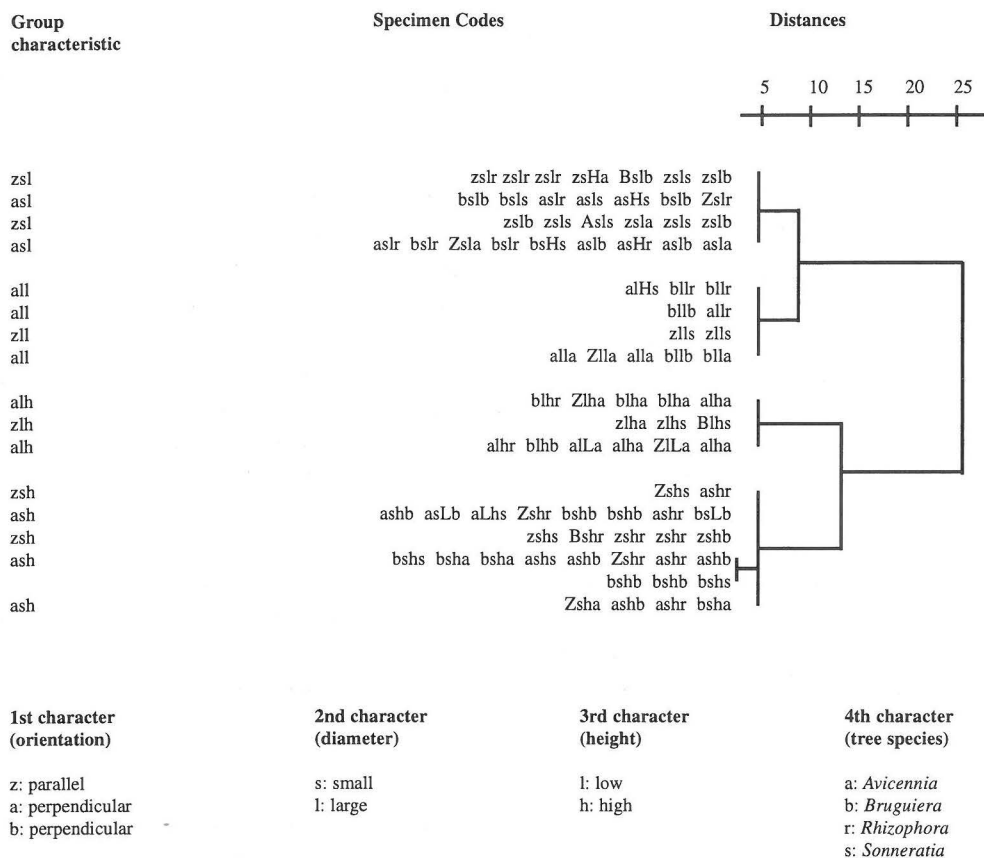 Group Specimen Codes Distances
characteristic
5 10 15 20 25
zsl zslr zslr zslr zsHa Bslb zsls zslb
asl bslb bsls aslr asls asHs bslb Zslr
zsl zslb zsls Asls zsla zsls zslb
asl aslr bslr Zsla bslr bsHs aslb asHr aslb asla
all alHs bllr bllr
all bllb allr
zll zlls zlls
all alla Zlla alla bllb blla
alh blhr Zlha blha blha alha
zlh zlha zlhs Blhs
alh alhr blhb alLa alha ZlLa alha
zsh Zshs ashr
ash ashb asLb aLhs Zshr bshb bshb ashr bsLb
zsh zshs Bshr zshr zshr zshb
ash bshs bsha bsha ashs ashb Zshr ashr ashb
bshb bshb bshs
ash Zsha ashb ashr bsha
1st character 2nd character 3rd character 4th character
(orientation) (diameter) (height) (tree species)
z: parallel s: small l: low a: Avicennia
a: perpendicular l: large h: high b: Bruguiera
b: perpendicular r: Rhizophora
s: Sonneratia